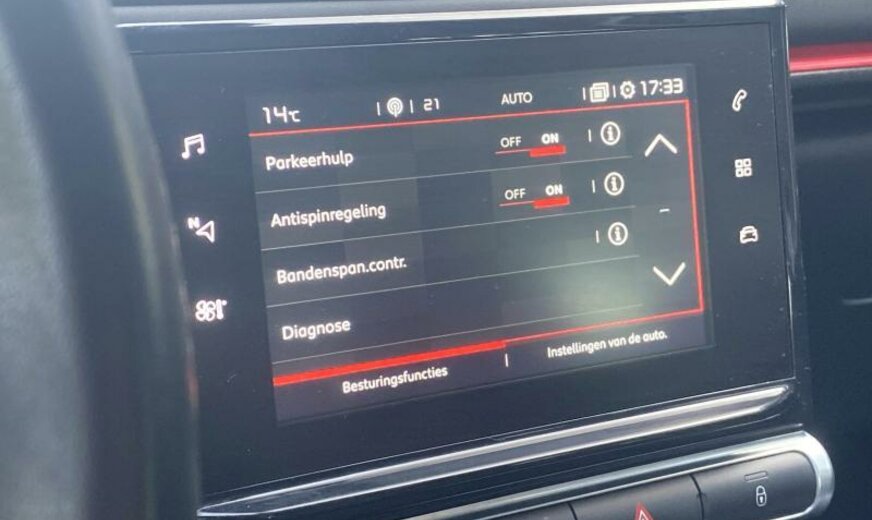 14°C 21 AUTO 17:33
Parkeerhulp OFF ON
Antispinregeling OFF ON
Bandenspan.contr.
Diagnose
Besturingsfuncties Instellingen van de auto.
N